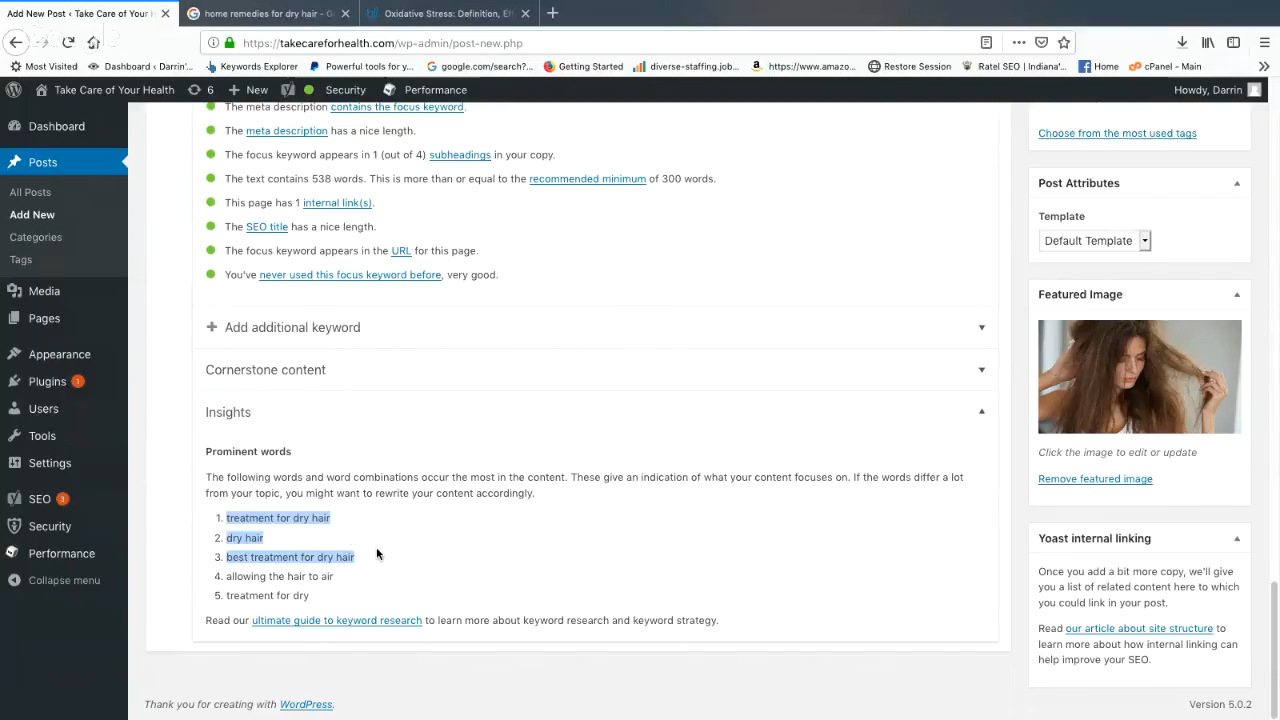 Add New Post ‹ Take Care of Your H
home remedies for dry hair - G
Oxidative Stress: Definition, Ef
https://takecareforhealth.com/wp-admin/post-new.php
Most Visited
Dashboard ‹ Darrin'...
Keywords Explorer
Powerful tools for y...
google.com/search?...
Getting Started
diverse-staffing.job...
https://www.amazo...
Restore Session
Ratel SEO | Indiana'...
Home
cPanel - Main
Take Care of Your Health
6
New
Security
Performance
Howdy, Darrin
Dashboard
Posts
All Posts
Add New
Categories
Tags
Media
Pages
Appearance
Plugins 1
Users
Tools
Settings
SEO 3
Security
Performance
Collapse menu
The meta description contains the focus keyword.
The meta description has a nice length.
The focus keyword appears in 1 (out of 4) subheadings in your copy.
The text contains 538 words. This is more than or equal to the recommended minimum of 300 words.
This page has 1 internal link(s).
The SEO title has a nice length.
The focus keyword appears in the URL for this page.
You've never used this focus keyword before, very good.
Add additional keyword
Cornerstone content
Insights
Prominent words
The following words and word combinations occur the most in the content. These give an indication of what your content focuses on. If the words differ a lot
from your topic, you might want to rewrite your content accordingly.
1. treatment for dry hair
2. dry hair
3. best treatment for dry hair
4. allowing the hair to air
5. treatment for dry
Read our ultimate guide to keyword research to learn more about keyword research and keyword strategy.
Choose from the most used tags
Post Attributes
Template
Default Template
Featured Image
Click the image to edit or update
Remove featured image
Yoast internal linking
Once you add a bit more copy, we'll give
you a list of related content here to which
you could link in your post.
Read our article about site structure to
learn more about how internal linking can
help improve your SEO.
Thank you for creating with WordPress.
Version 5.0.2